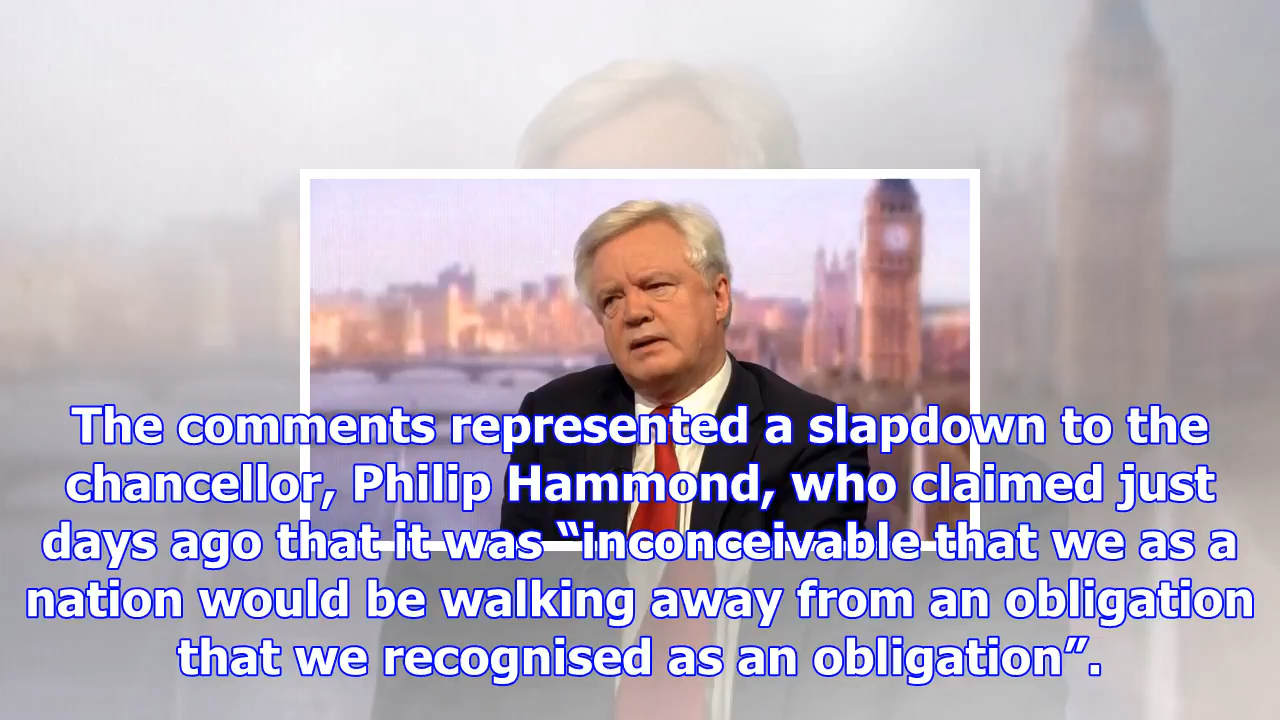 The comments represented a slapdown to the
chancellor, Philip Hammond, who claimed just
days ago that it was “inconceivable that we as a
nation would be walking away from an obligation
that we recognised as an obligation”.